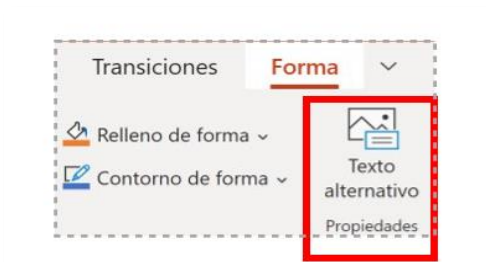 Transiciones Forma
Relleno de forma
Contorno de forma
Texto
alternativo
Propiedades